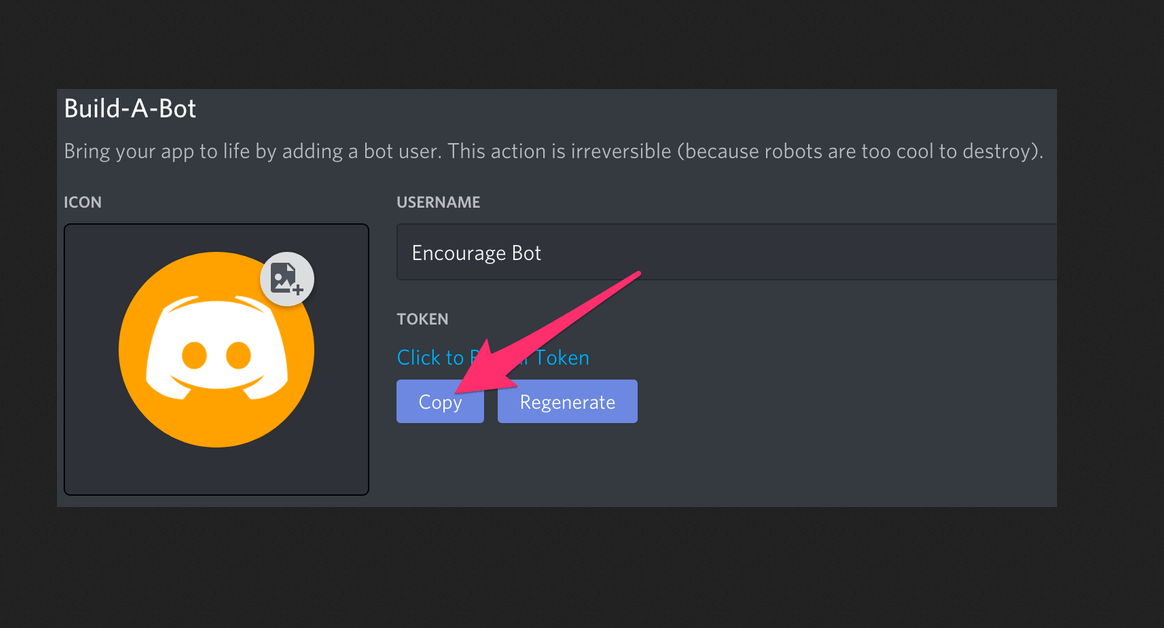 Build-A-Bot
Bring your app to life by adding a bot user. This action is irreversible (because robots are too cool to destroy).
ICON
USERNAME
Encourage Bot
TOKEN
Click to Token
Copy
Regenerate